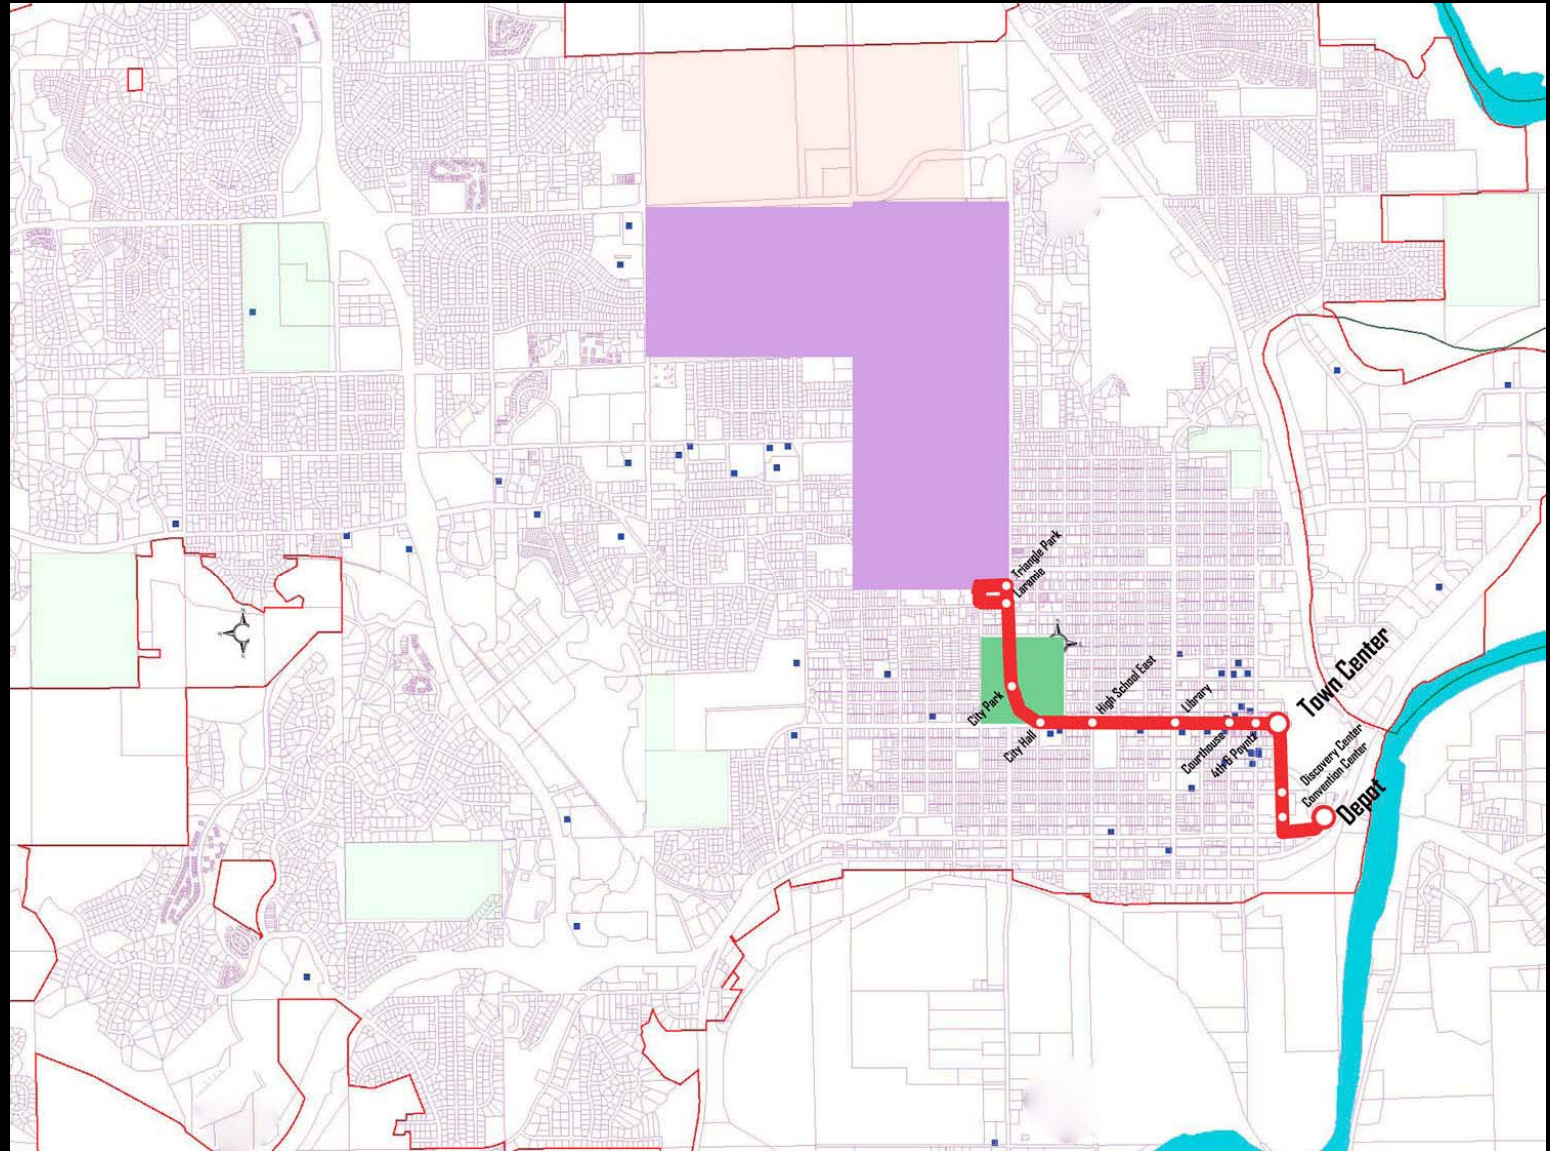 Triangle Park
Laramie
City Park
City Hall
High School East
Library
Courthouse
4th & Poyntz
Town Center
Discovery Center
Convention Center
Depot